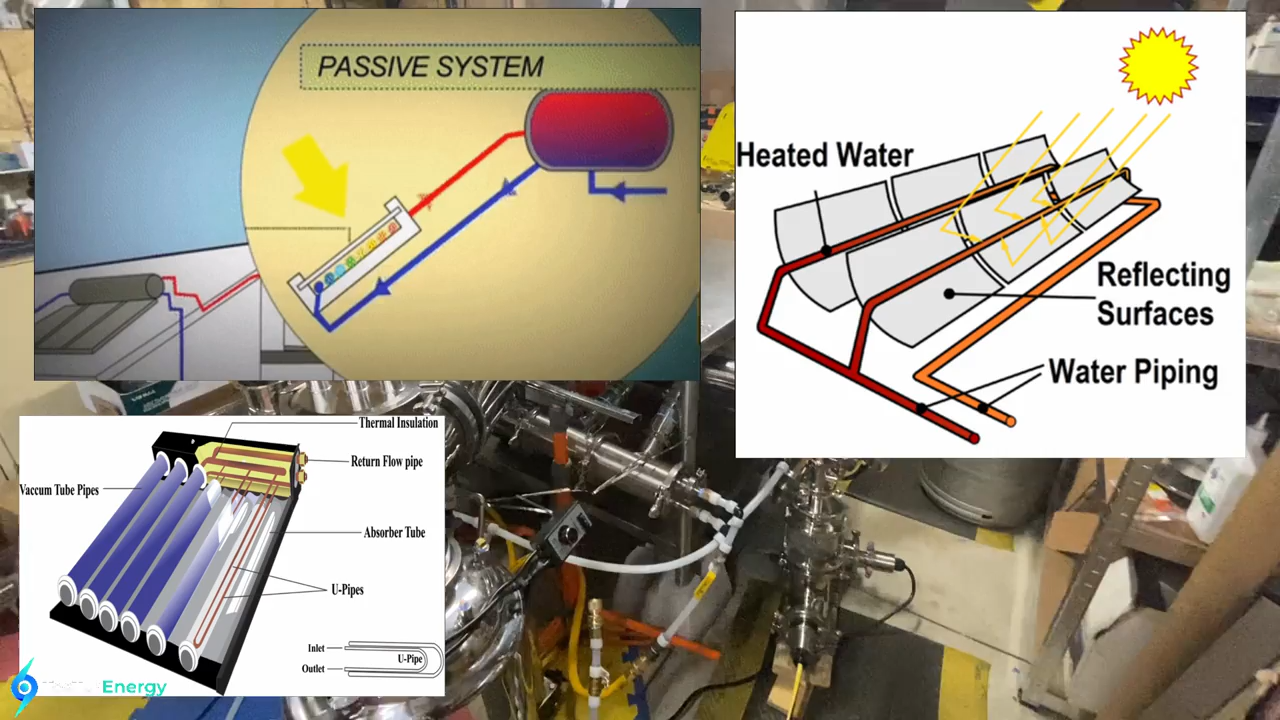 PASSIVE SYSTEM
Heated Water
Reflecting
Surfaces
Water Piping
Thermal Insulation
Return Flow pipe
Vaccum Tube Pipes
Absorber Tube
U-Pipes
Inlet
U-Pipe
Outlet
Energy